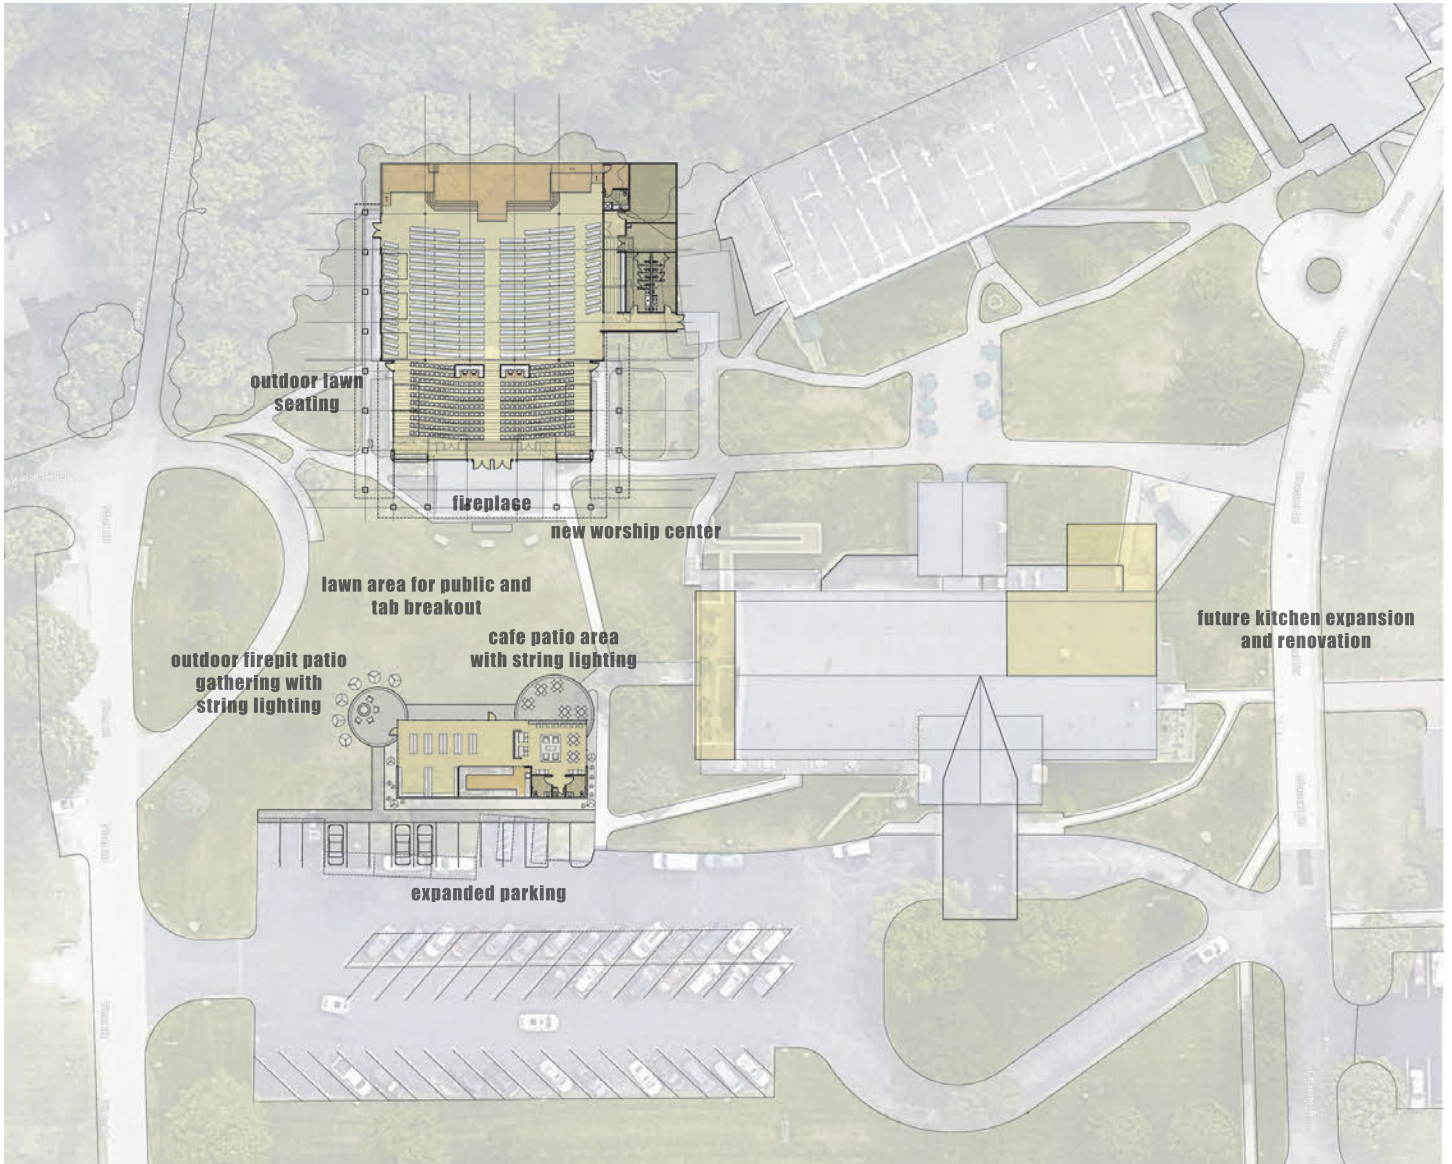 outdoor lawn
seating
fireplace
new worship center
lawn area for public and
tab breakout
cafe patio area
with string lighting
outdoor firepit patio
gathering with
string lighting
future kitchen expansion
and renovation
expanded parking